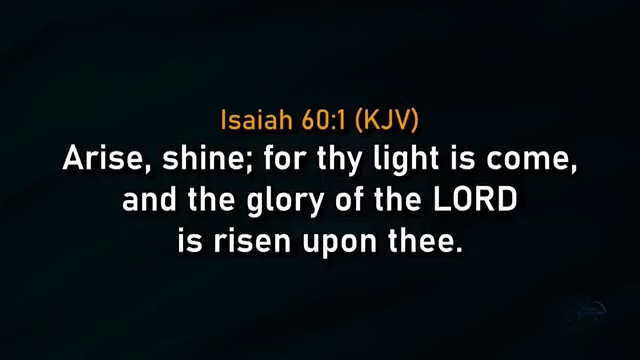 Isaiah 60:1 (KJV)
Arise, shine; for thy light is come,
and the glory of the LORD
is risen upon thee.